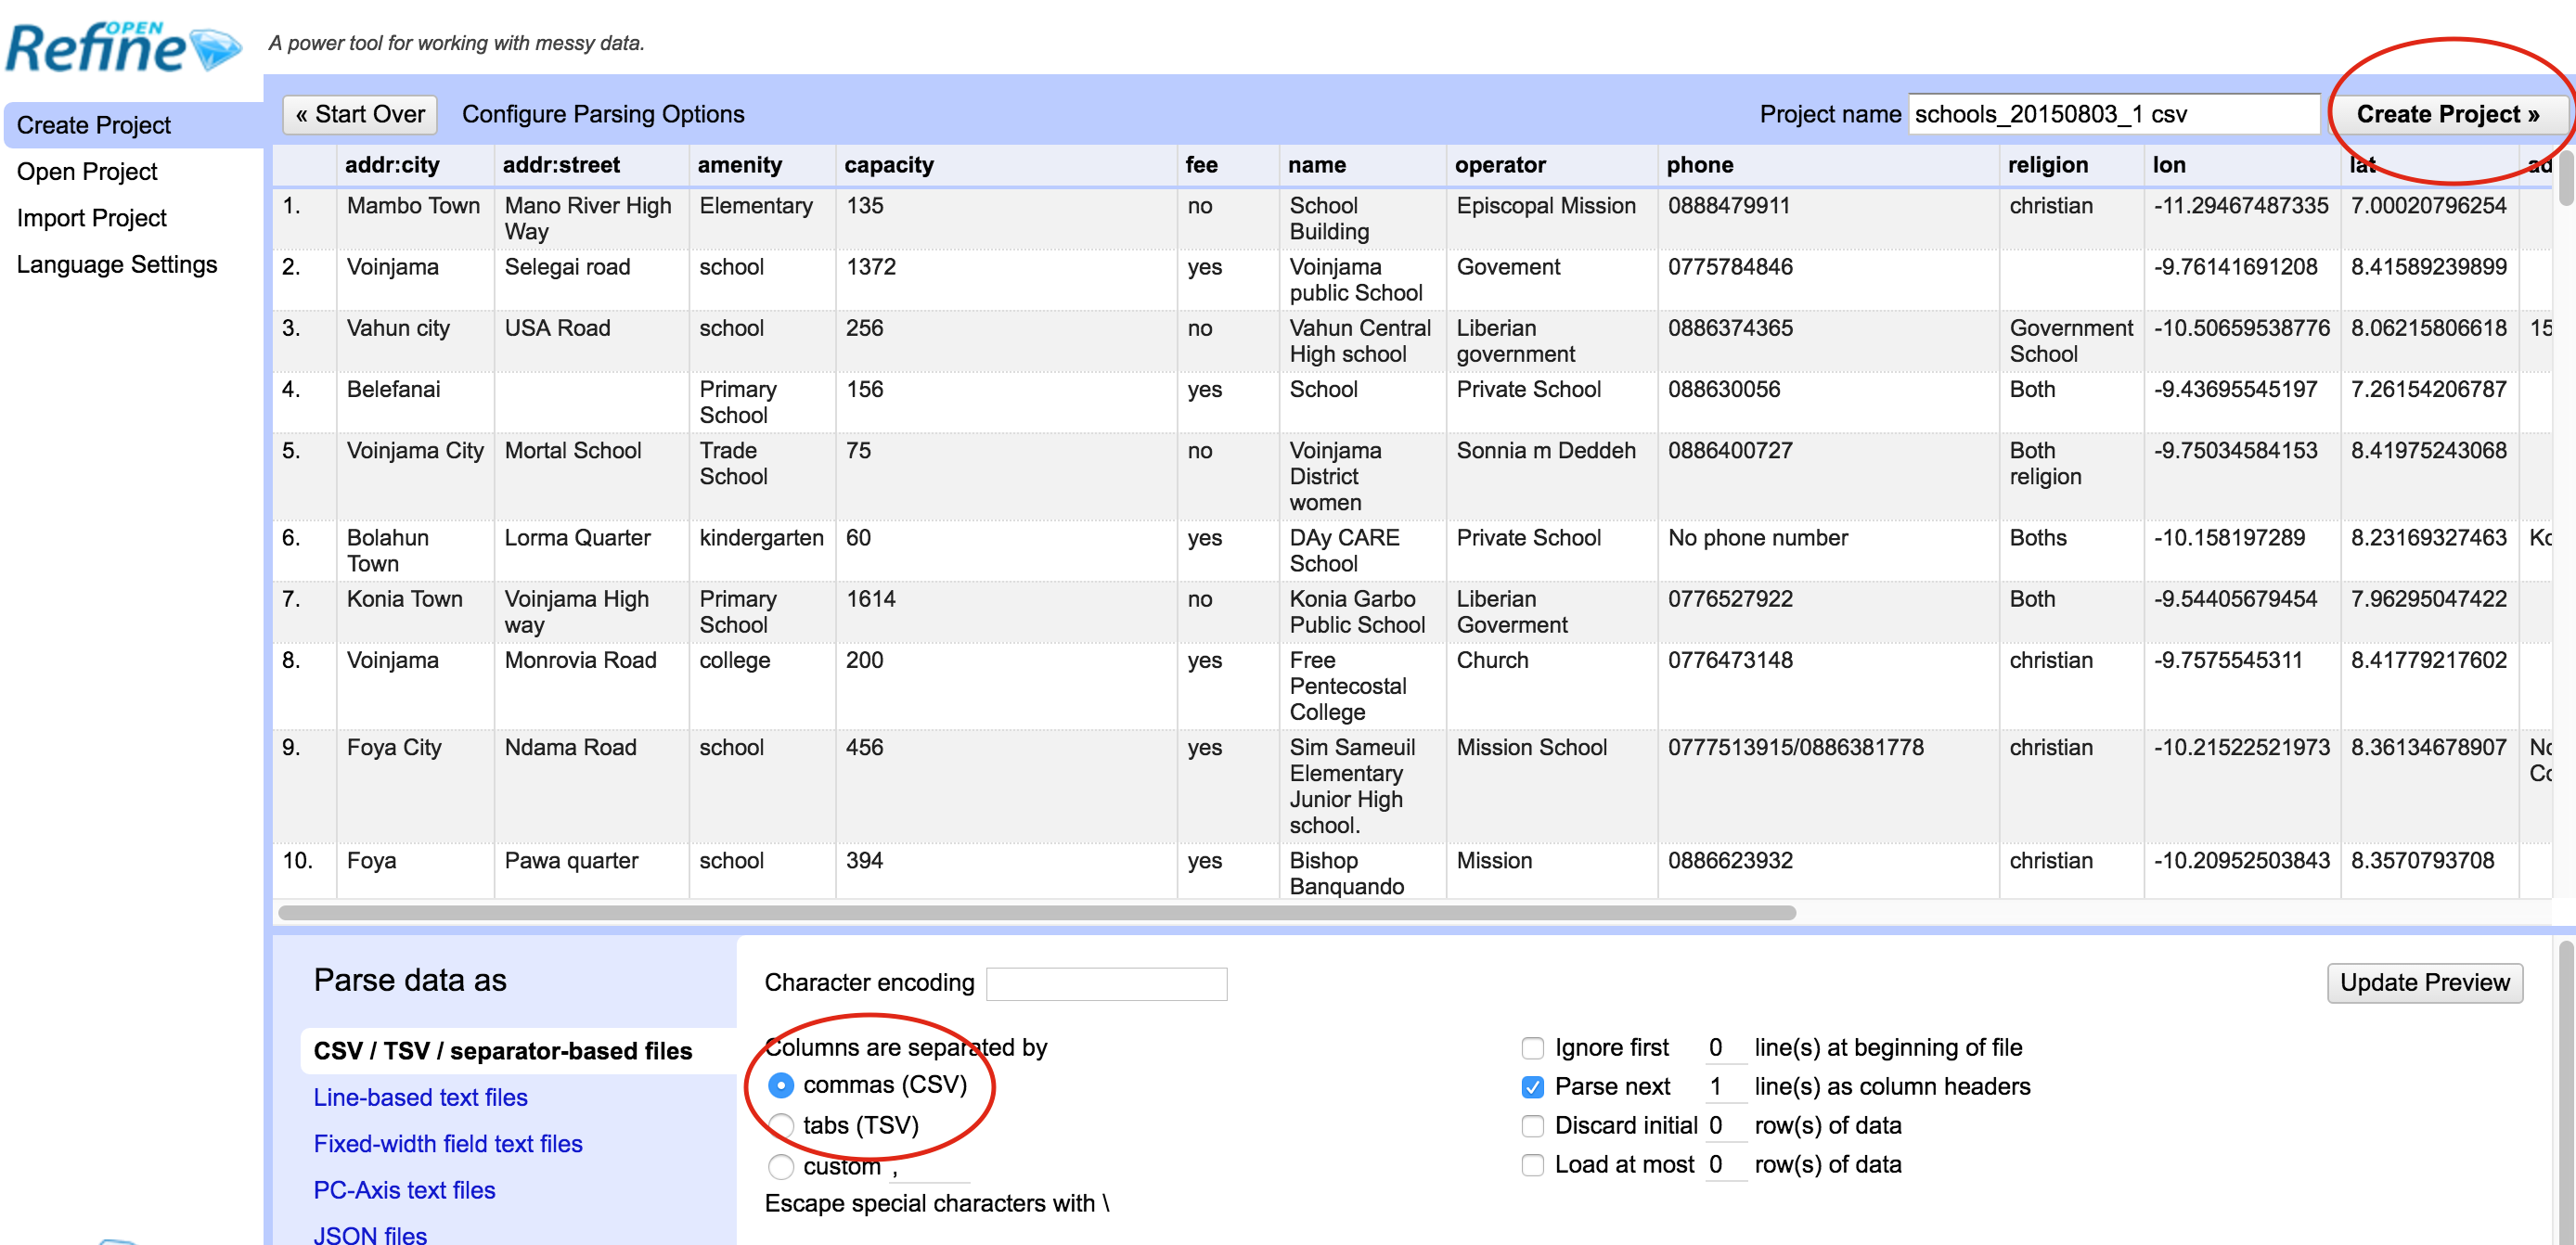 OPEN
Refine
A power tool for working with messy data.
Create Project
Open Project
Import Project
Language Settings
« Start Over Configure Parsing Options Project name schools_20150803_1 csv Create Project »
addr:city addr:street amenity capacity fee name operator phone religion lon lat ad
1. Mambo Town Mano River High Elementary 135 no School Episcopal Mission 0888479911 christian -11.29467487335 7.00020796254
Way Building
2. Voinjama Selegai road school 1372 yes Voinjama Govement 0775784846 -9.76141691208 8.41589239899
public School
3. Vahun city USA Road school 256 no Vahun Central Liberian 0886374365 Government -10.50659538776 8.06215806618 15
High school government School
4. Belefanai Primary 156 yes School Private School 088630056 Both -9.43695545197 7.26154206787
School
5. Voinjama City Mortal School Trade 75 no Voinjama Sonnia m Deddeh 0886400727 Both -9.75034584153 8.41975243068
School District religion
women
6. Bolahun Lorma Quarter kindergarten 60 yes DAy CARE Private School No phone number Boths -10.158197289 8.23169327463 Ko
Town School
7. Konia Town Voinjama High Primary 1614 no Konia Garbo Liberian 0776527922 Both -9.54405679454 7.96295047422
way School Public School Goverment
8. Voinjama Monrovia Road college 200 yes Free Church 0776473148 christian -9.7575545311 8.41779217602
Pentecostal
College
9. Foya City Ndama Road school 456 yes Sim Sameuil Mission School 0777513915/0886381778 christian -10.21522521973 8.36134678907 No
Elementary Co
Junior High
school.
10. Foya Pawa quarter school 394 yes Bishop Mission 0886623932 christian -10.20952503843 8.3570793708
Banquando
Parse data as
CSV / TSV / separator-based files
Line-based text files
Fixed-width field text files
PC-Axis text files
JSON files
Character encoding
Update Preview
Columns are separated by
commas (CSV)
tabs (TSV)
custom ,
Escape special characters with \
Ignore first 0 line(s) at beginning of file
Parse next 1 line(s) as column headers
Discard initial 0 row(s) of data
Load at most 0 row(s) of data